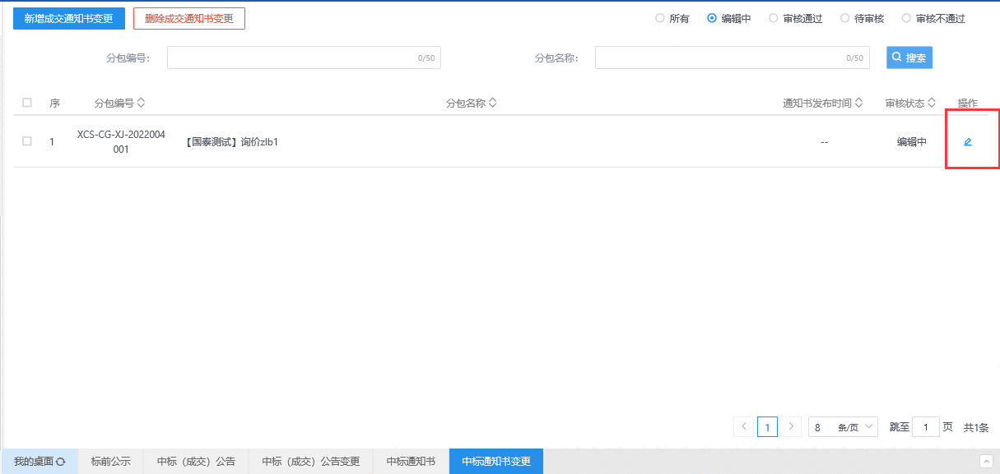 新增成交通知书变更 删除成交通知书变更 所有 编辑中 审核通过 待审核 审核不通过
分包编号: 0/50 分包名称: 0/50 搜索
序 分包编号 分包名称 通知书发布时间 审核状态 操作
1 XCS-CG-XJ-2022004 【国泰测试】询价zlb1 -- 编辑中
001
1 8 条/页 跳至 1 页 共1条
我的桌面 标前公示 中标（成交）公告 中标（成交）公告变更 中标通知书 中标通知书变更